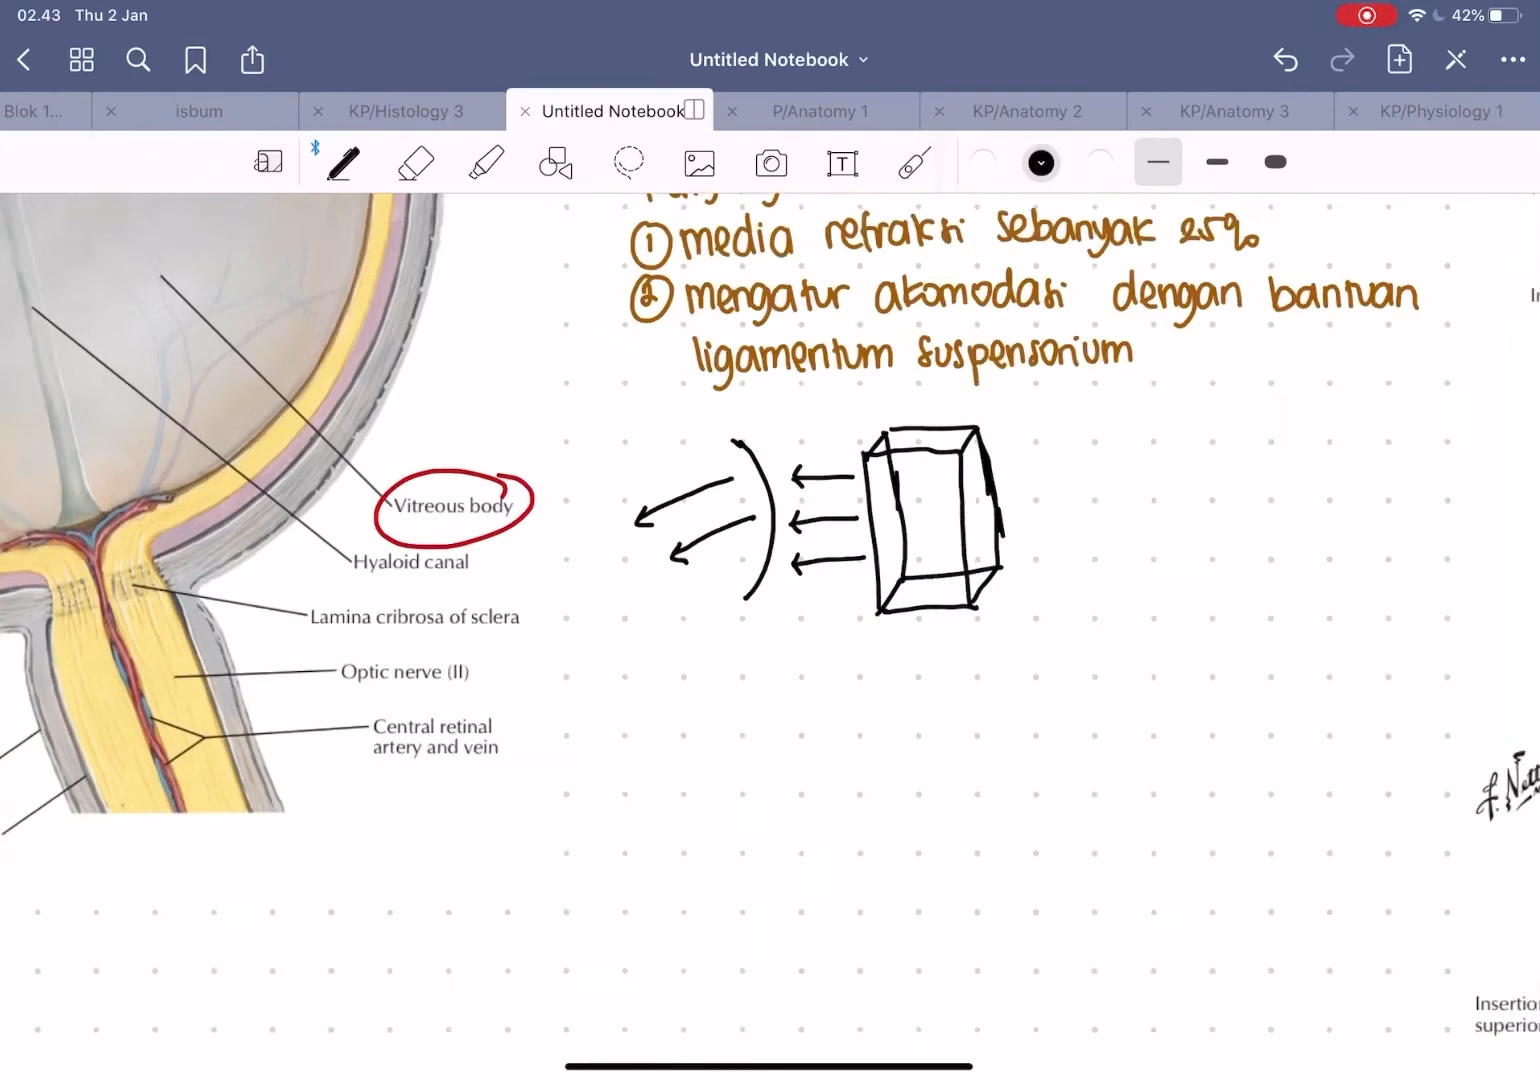 02.43 Thu 2 Jan
42%
Untitled Notebook
Blok 1...
isbum
KP/Histology 3
Untitled Notebook
P/Anatomy 1
KP/Anatomy 2
KP/Anatomy 3
KP/Physiology 1
T
① media refraksi sebanyak 25%
② mengatur akomodasi dengan bantuan
ligamentum suspensorium
Vitreous body
Hyaloid canal
Lamina cribrosa of sclera
Optic nerve (II)
Central retinal
artery and vein